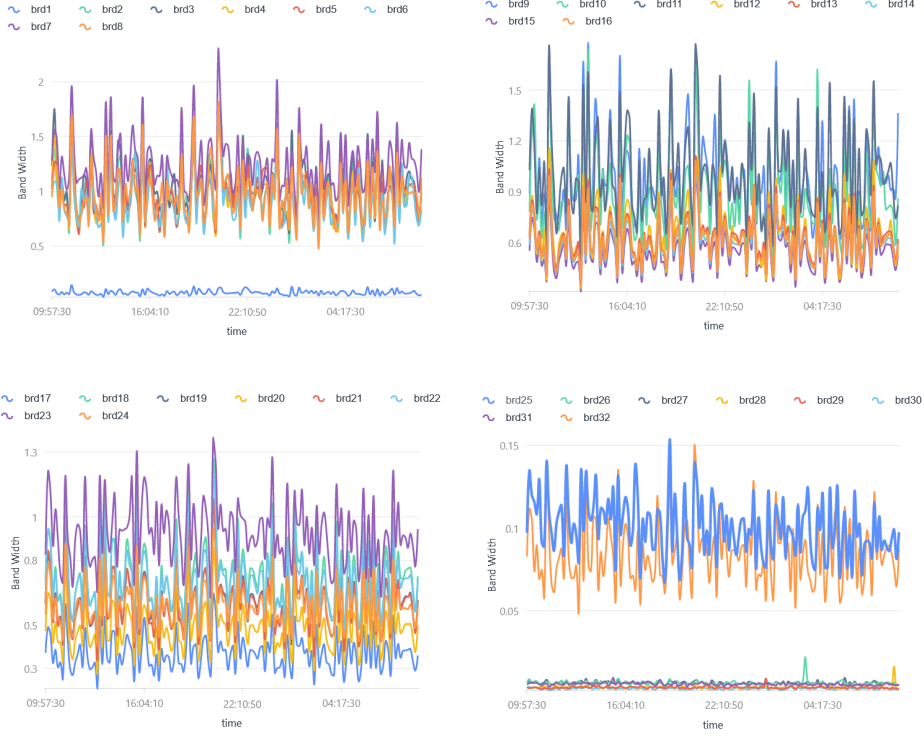 brd1 brd2 brd3 brd4 brd5 brd6
brd7 brd8
Band Width
2
1.5
1
0.5
09:57:30 16:04:10 22:10:50 04:17:30
time
brd9 brd10 brd11 brd12 brd13 brd14
brd15 brd16
Band Width
1.5
1.2
0.9
0.6
09:57:30 16:04:10 22:10:50 04:17:30
time
brd17 brd18 brd19 brd20 brd21 brd22
brd23 brd24
Band Width
1.3
1
0.8
0.5
0.3
09:57:30 16:04:10 22:10:50 04:17:30
time
brd25 brd26 brd27 brd28 brd29 brd30
brd31 brd32
Band Width
0.15
0.1
0.05
09:57:30 16:04:10 22:10:50 04:17:30
time